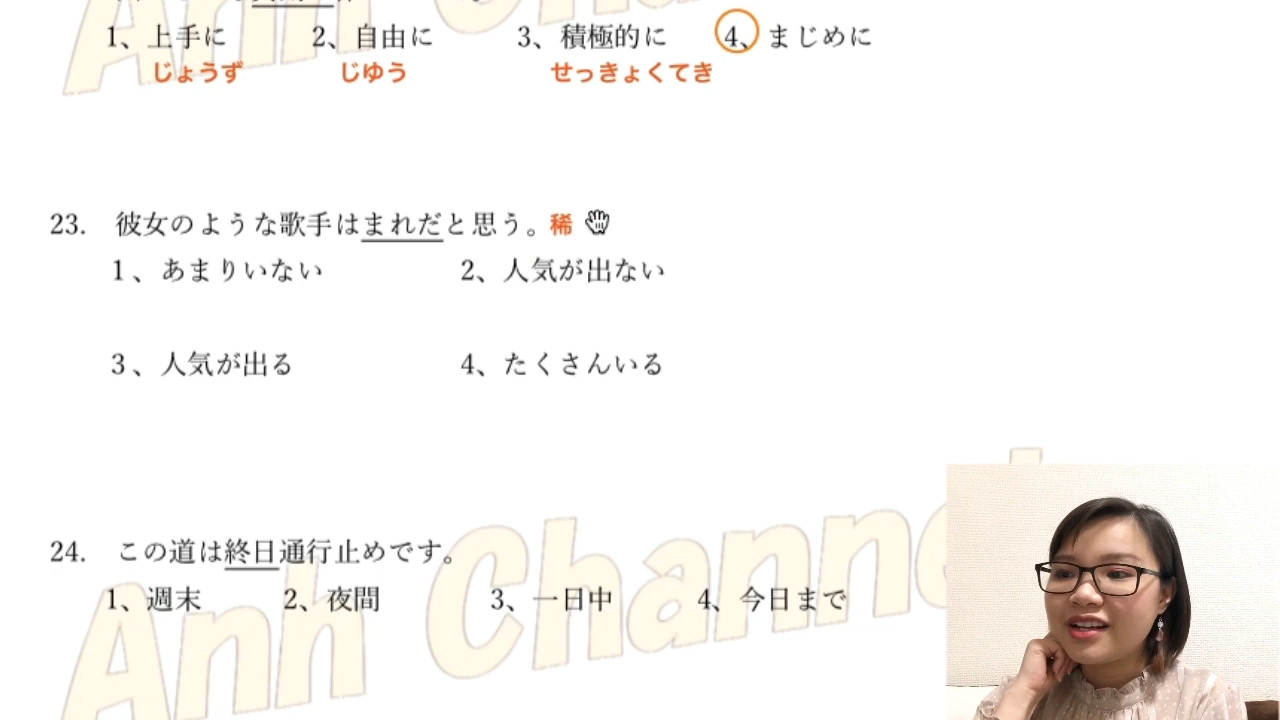 1、上手に 2、自由に 3、積極的に 4、まじめに
じょうず じゆう せっきょくてき
23. 彼女のような歌手はまれだと思う。稀
1、あまりいない 2、人気が出ない
3、人気が出る 4、たくさんいる
24. この道は終日通行止めです。
1、週末 2、夜間 3、一日中 4、今日まで
Anh Channel